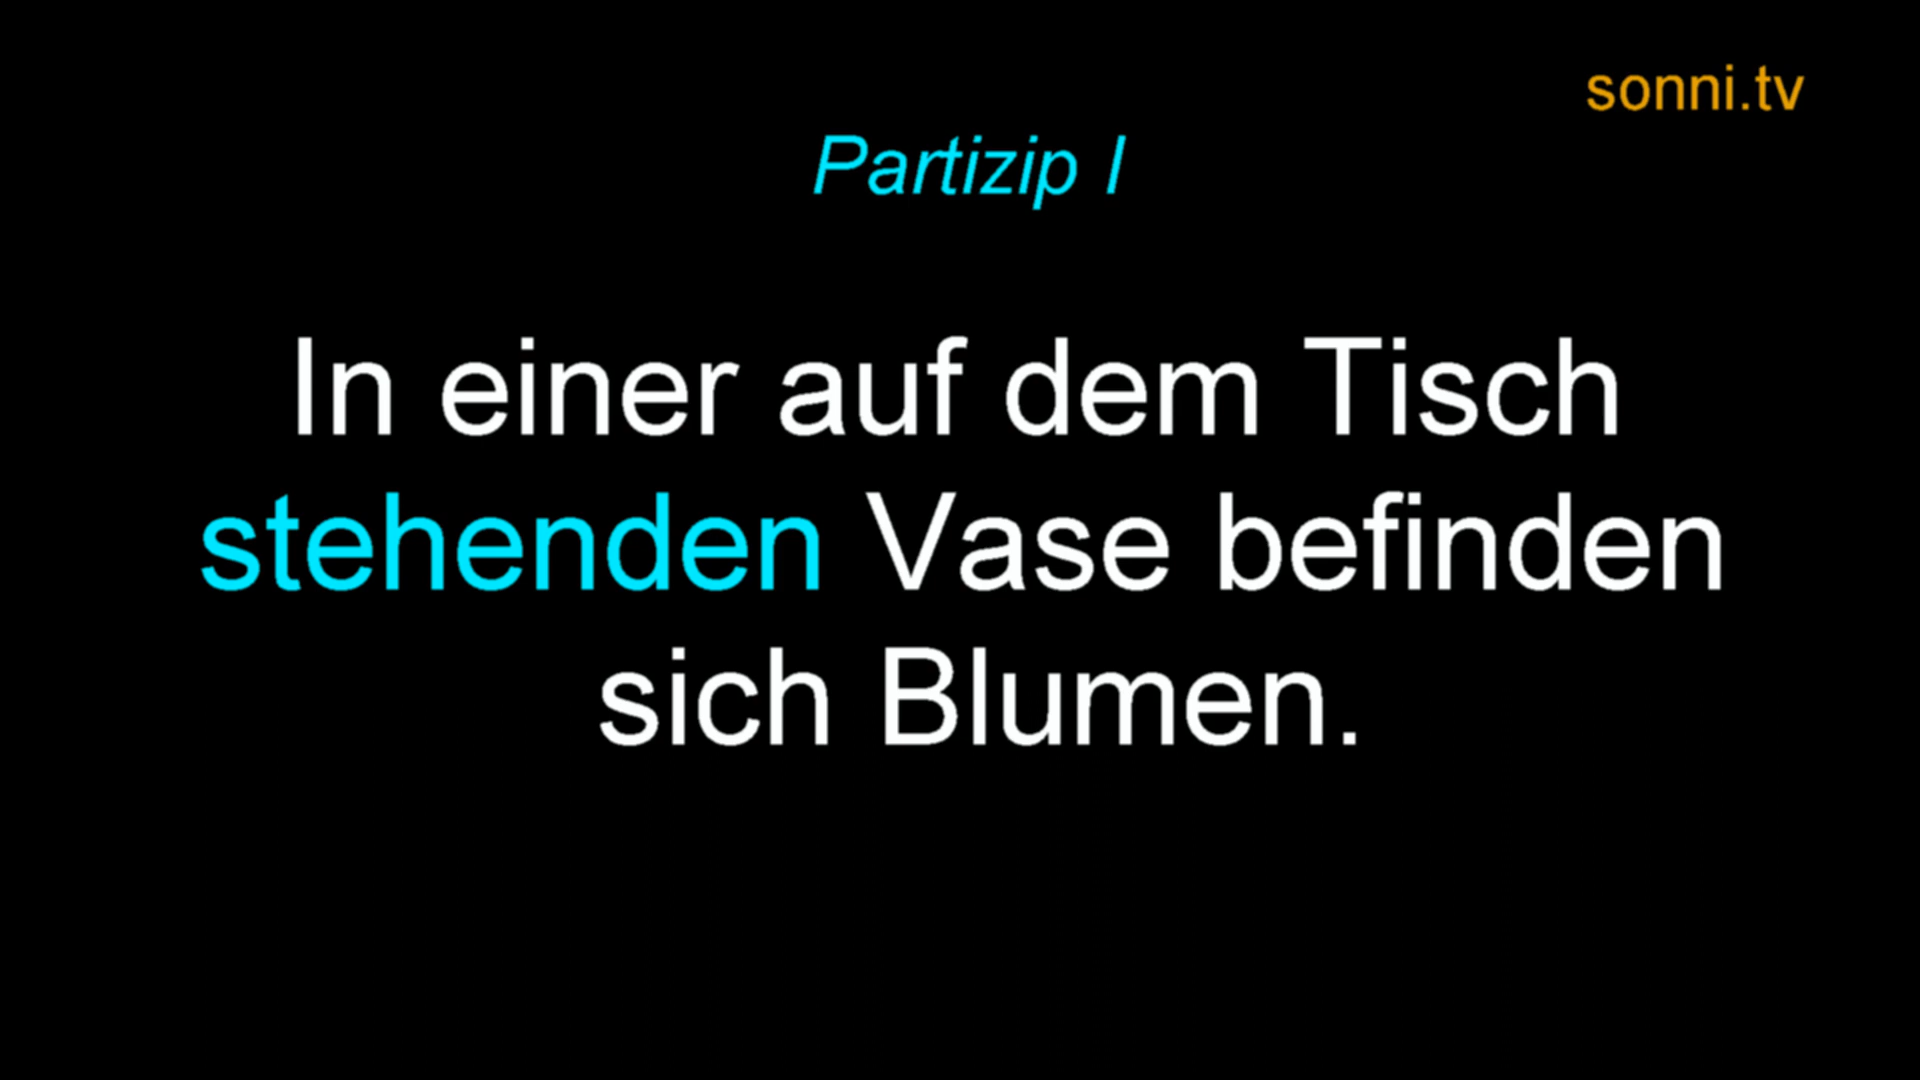 sonni.tv
Partizip I
In einer auf dem Tisch
stehenden Vase befinden
sich Blumen.